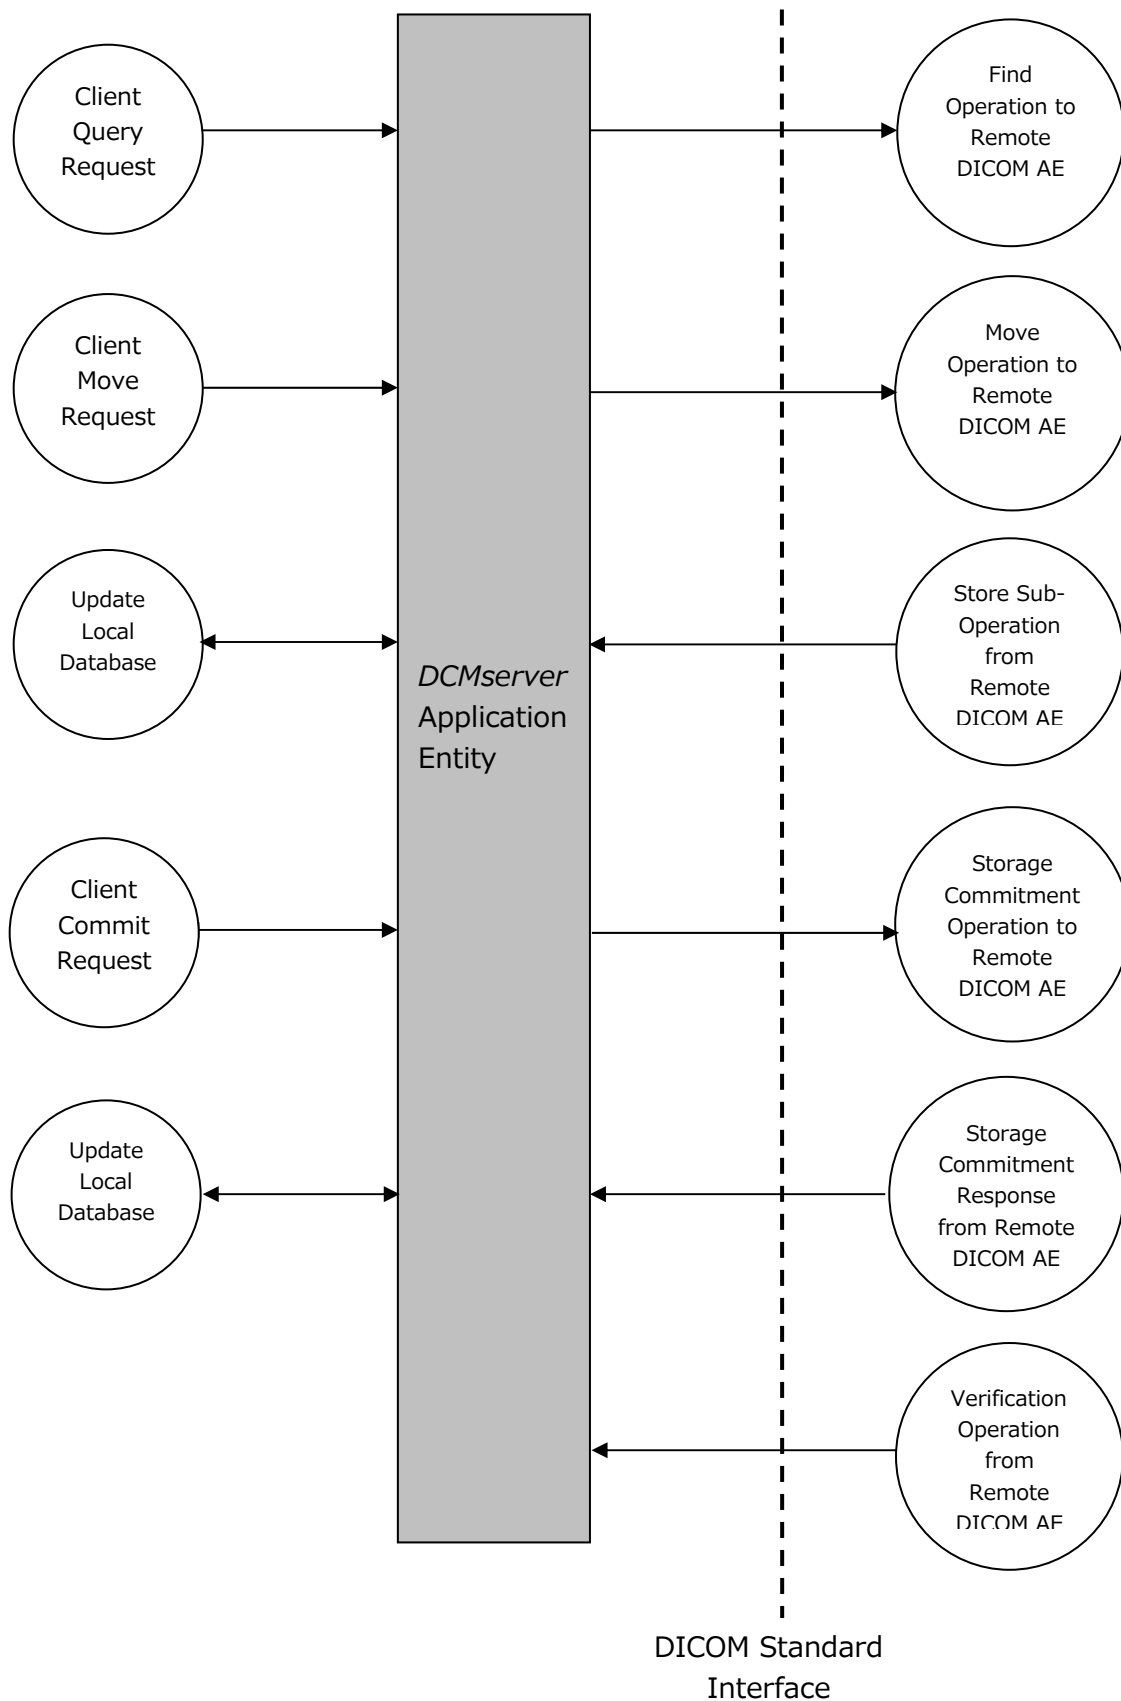 Client
Query
Request
Find
Operation to
Remote
DICOM AE
Client
Move
Request
Move
Operation to
Remote
DICOM AE
Update
Local
Database
DCMserver
Application
Entity
Store Sub-
Operation
from
Remote
DICOM AE
Client
Commit
Request
Storage
Commitment
Operation to
Remote
DICOM AE
Update
Local
Database
Storage
Commitment
Response
from Remote
DICOM AE
Verification
Operation
from
Remote
DICOM AE
DICOM Standard
Interface